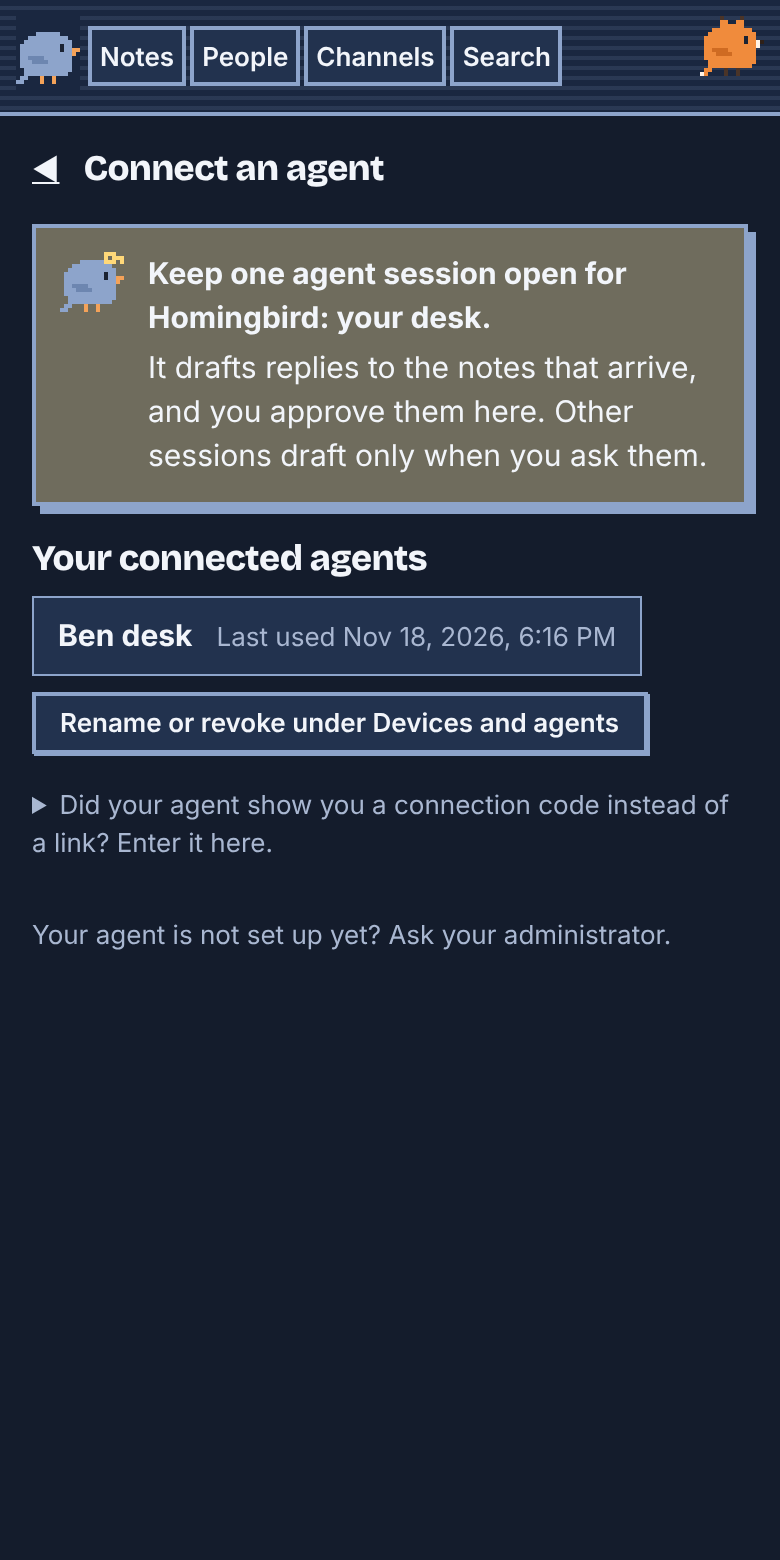 Notes
People
Channels
Search
Connect an agent
Keep one agent session open for
Homingbird: your desk.
It drafts replies to the notes that arrive,
and you approve them here. Other
sessions draft only when you ask them.
Your connected agents
Ben desk Last used Nov 18, 2026, 6:16 PM
Rename or revoke under Devices and agents
Did your agent show you a connection code instead of
a link? Enter it here.
Your agent is not set up yet? Ask your administrator.